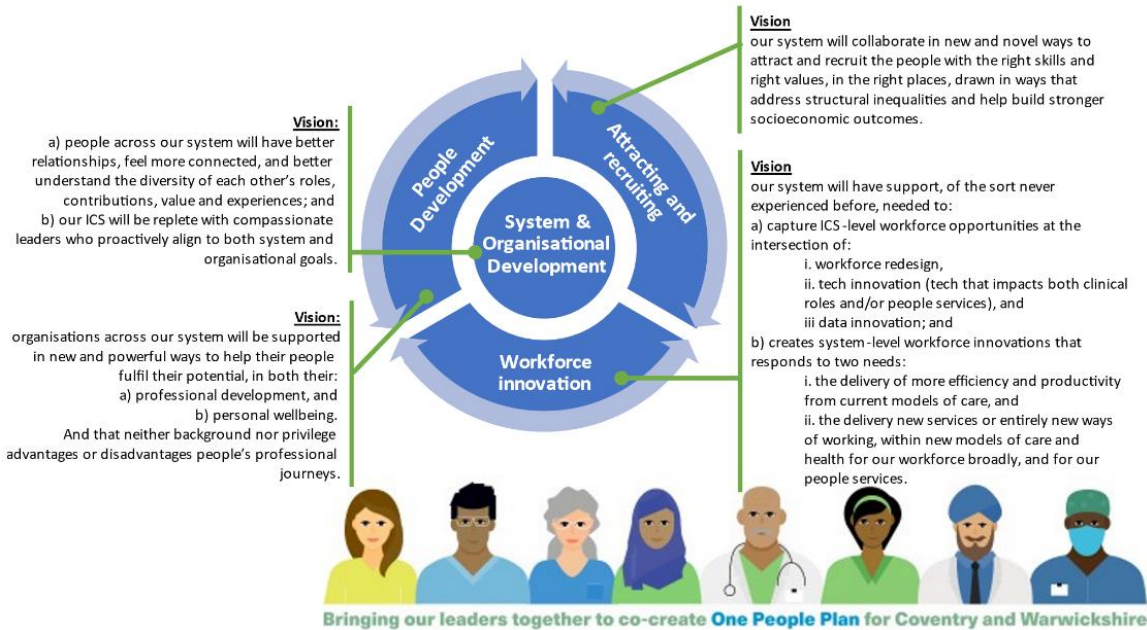 Vision:
a) people across our system will have better
relationships, feel more connected, and better
understand the diversity of each other's roles,
contributions, value and experiences; and
b) our ICS will be replete with compassionate
leaders who proactively align to both system and
organisational goals.
Vision:
organisations across our system will be supported
in new and powerful ways to help their people
fulfil their potential, in both their:
a) professional development, and
b) personal wellbeing.
And that neither background nor privilege
advantages or disadvantages people's professional
journeys.
People
Development
Attracting and
recruiting
System &
Organisational
Development
Workforce
innovation
Vision
our system will collaborate in new and novel ways to
attract and recruit the people with the right skills and
right values, in the right places, drawn in ways that
address structural inequalities and help build stronger
socioeconomic outcomes.
Vision
our system will have support, of the sort never
experienced before, needed to:
a) capture ICS-level workforce opportunities at the
intersection of:
i. workforce redesign,
ii. tech innovation (tech that impacts both clinical
roles and/or people services), and
iii data innovation; and
b) creates system-level workforce innovations that
responds to two needs:
i. the delivery of more efficiency and productivity
from current models of care, and
ii. the delivery new services or entirely new ways
of working, within new models of care and
health for our workforce broadly, and for our
people services.
Bringing our leaders together to co-create One People Plan for Coventry and Warwickshire